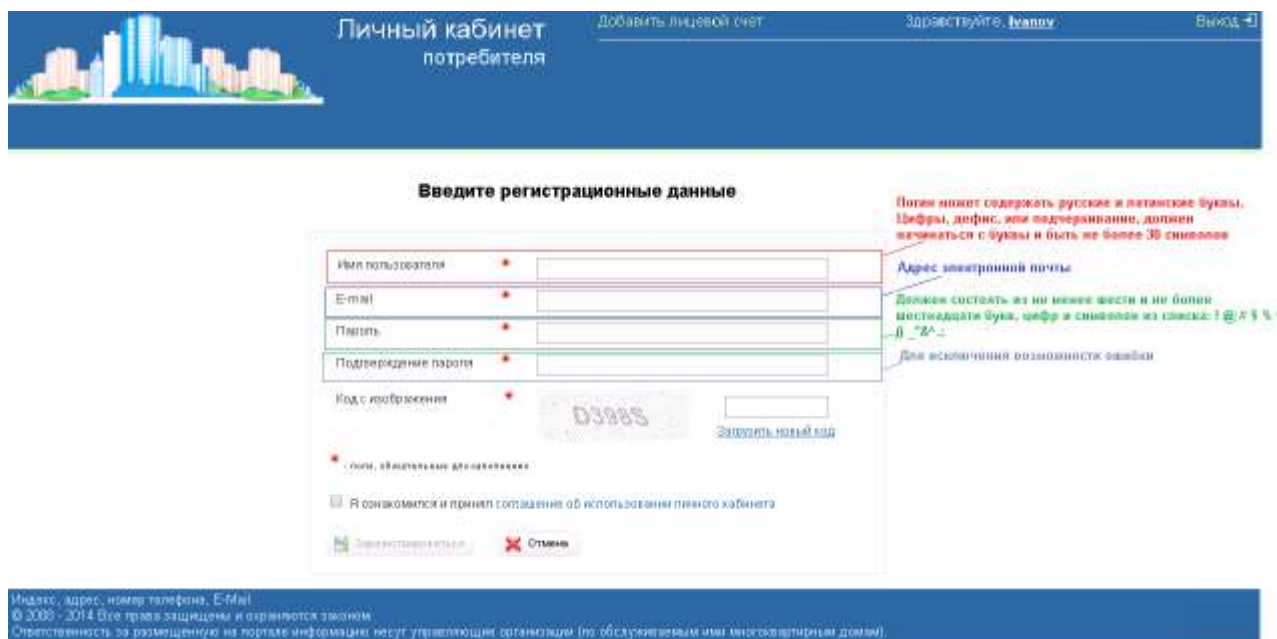 Личный кабинет
потребителя
Добавить лицевой счет
Здравствуйте, Ivanov
Выход
Введите регистрационные данные
Логин может содержать русские и латинские буквы.
Цифры, дефис, или подчеркивание, должен
начинаться с буквы и быть не более 30 символов
Имя пользователя *
Адрес электронной почты
E-mail *
Должен состоять из не менее шести и не более
шестнадцати букв, цифр и символов из списка: ! @ # $ %
Пароль *
Подтверждение пароля *
Для исключения возможности ошибки
Код с изображения *
D398S
Загрузить новый код
* - поля, обязательные для заполнения
Я ознакомился и принял соглашение об использовании личного кабинета
Зарегистрироваться
Отмена
Индекс, адрес, номер телефона, E-Mail
© 2008 - 2014 Все права защищены и охраняются законом
Ответственность за размещенную на портале информацию несут управляющие организации (по обслуживаемым ими многоквартирным домам).